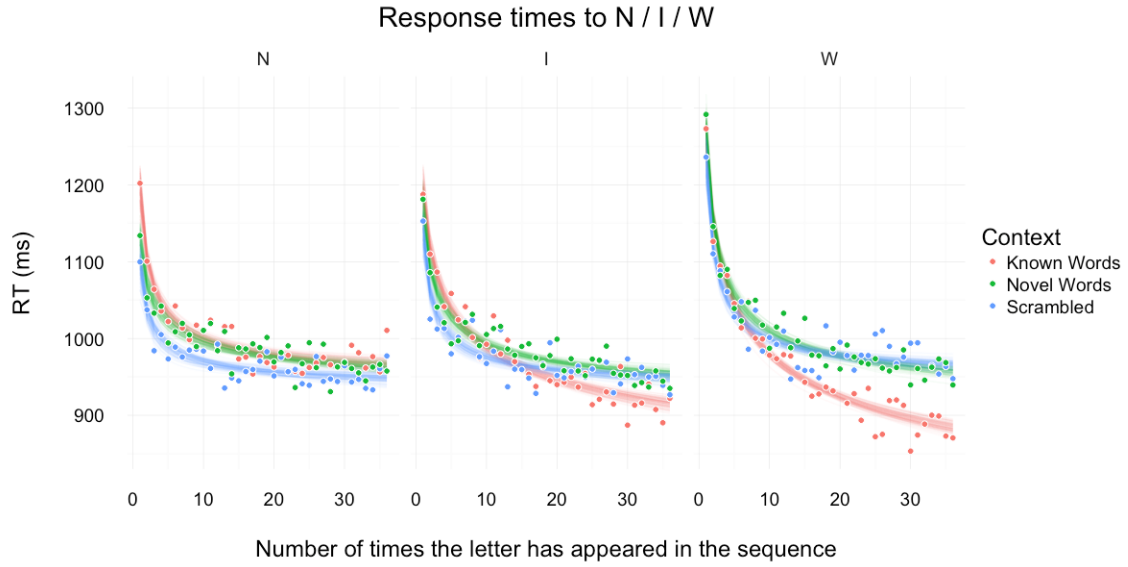 Response times to N / I / W
N I W
1300
1200
1100
1000
900
RT (ms)
0 10 20 30 0 10 20 30 0 10 20 30
Number of times the letter has appeared in the sequence
Context
Known Words
Novel Words
Scrambled